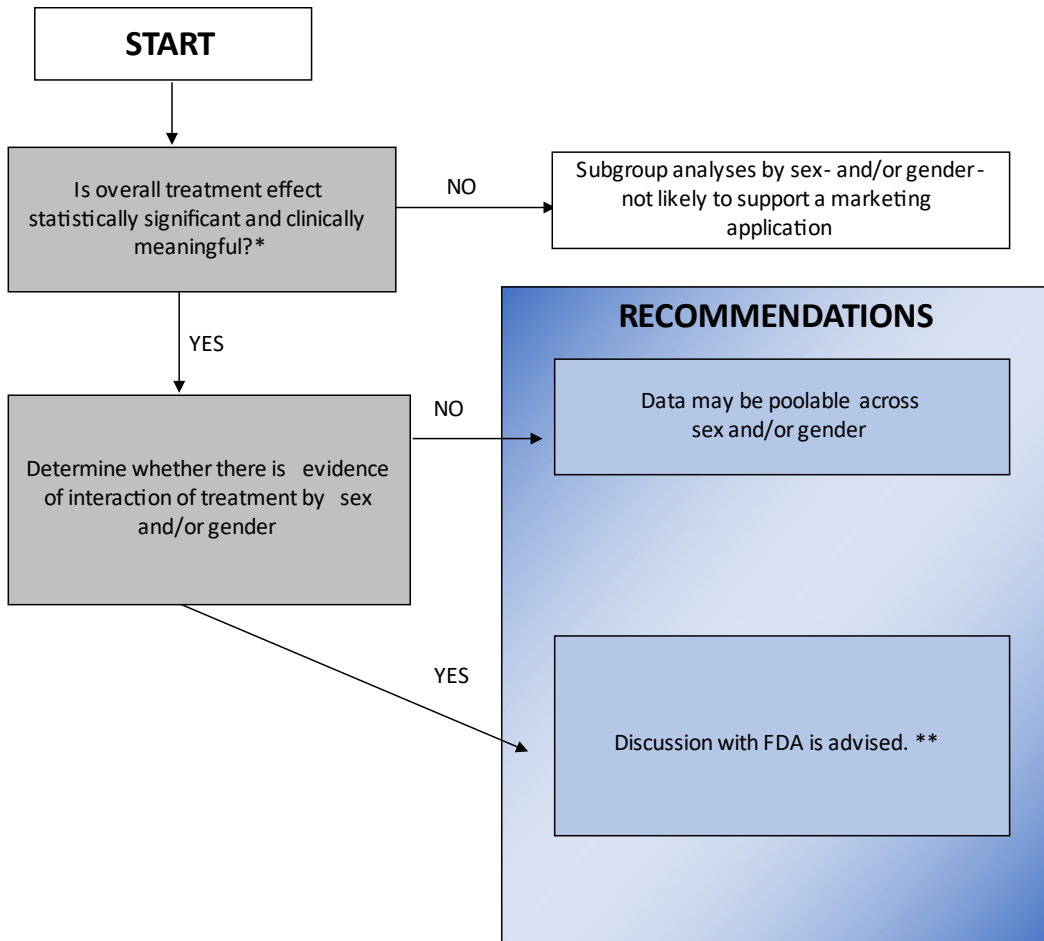 START
Is overall treatment effect
statistically significant and clinically
meaningful?*
NO
Subgroup analyses by sex- and/or gender-
not likely to support a marketing
application
YES
RECOMMENDATIONS
Data may be poolable across
sex and/or gender
NO
Determine whether there is evidence
of interaction of treatment by sex
and/or gender
YES
Discussion with FDA is advised. **